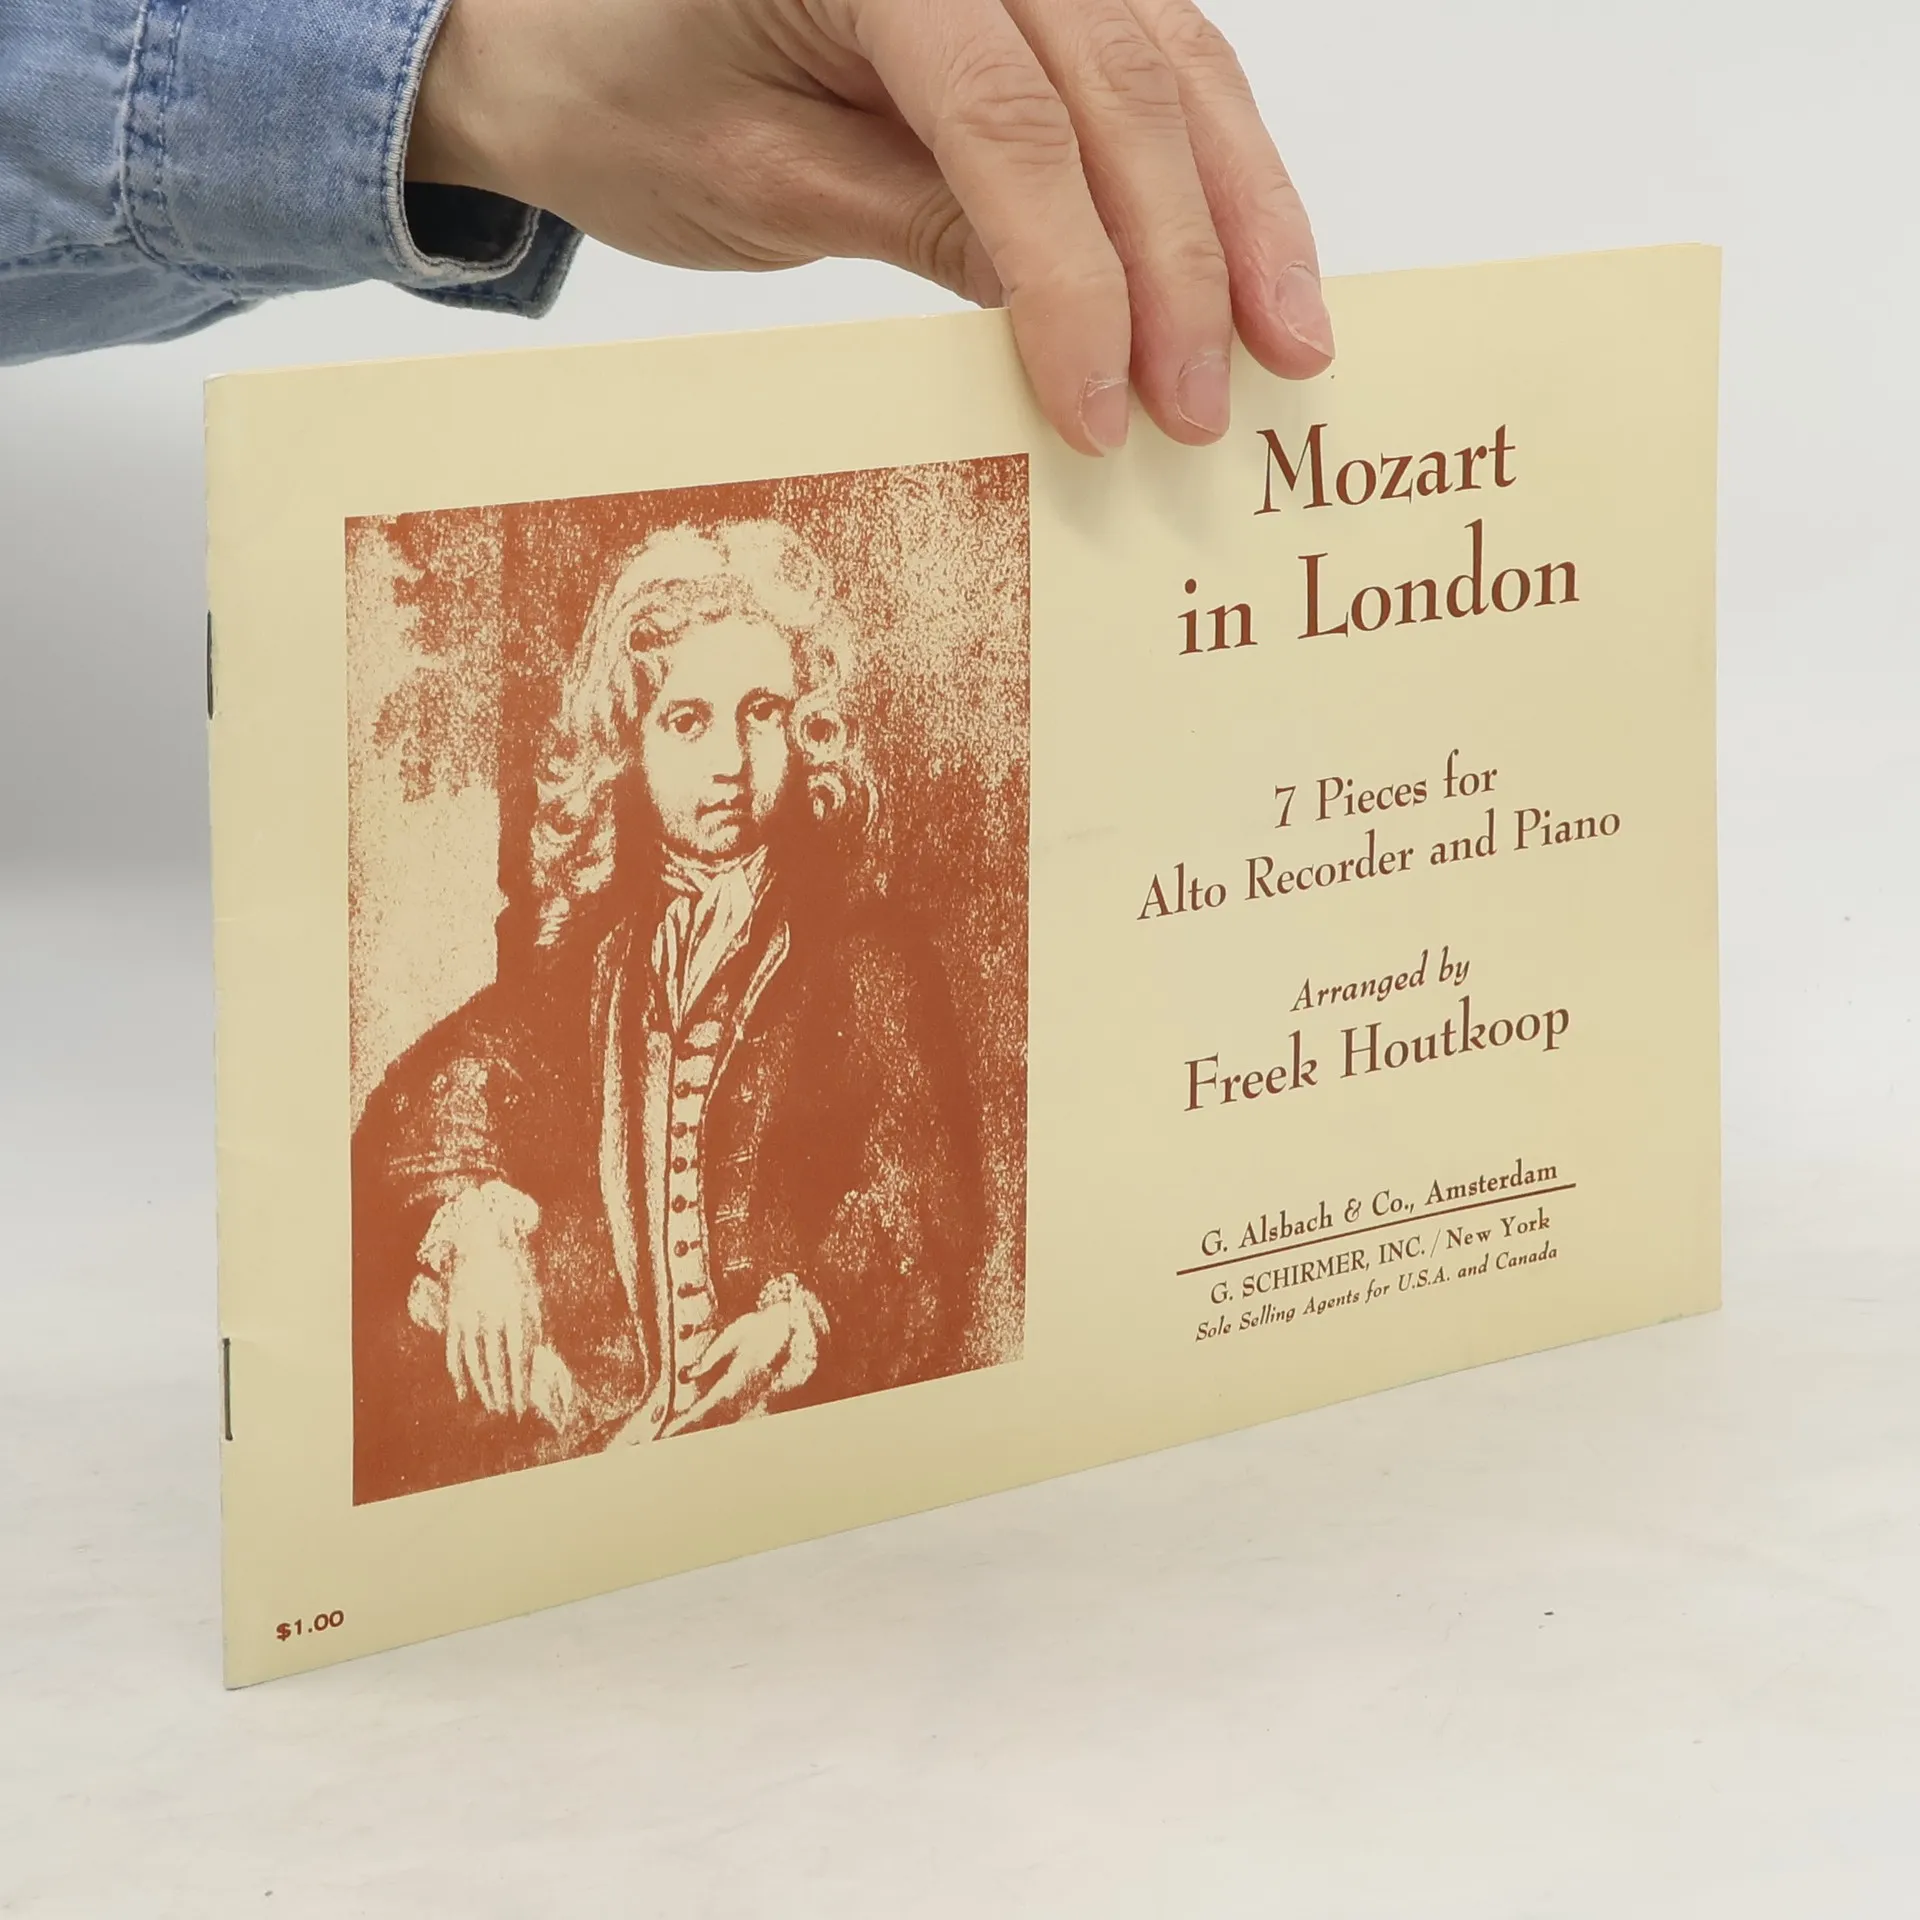 Mozart
in London
7 Pieces for
Alto Recorder and Piano
Arranged by
Freek Houtkoop
G. Alsbach & Co., Amsterdam
G. SCHIRMER, INC. / New York
Sole Selling Agents for U.S.A. and Canada
$1.00